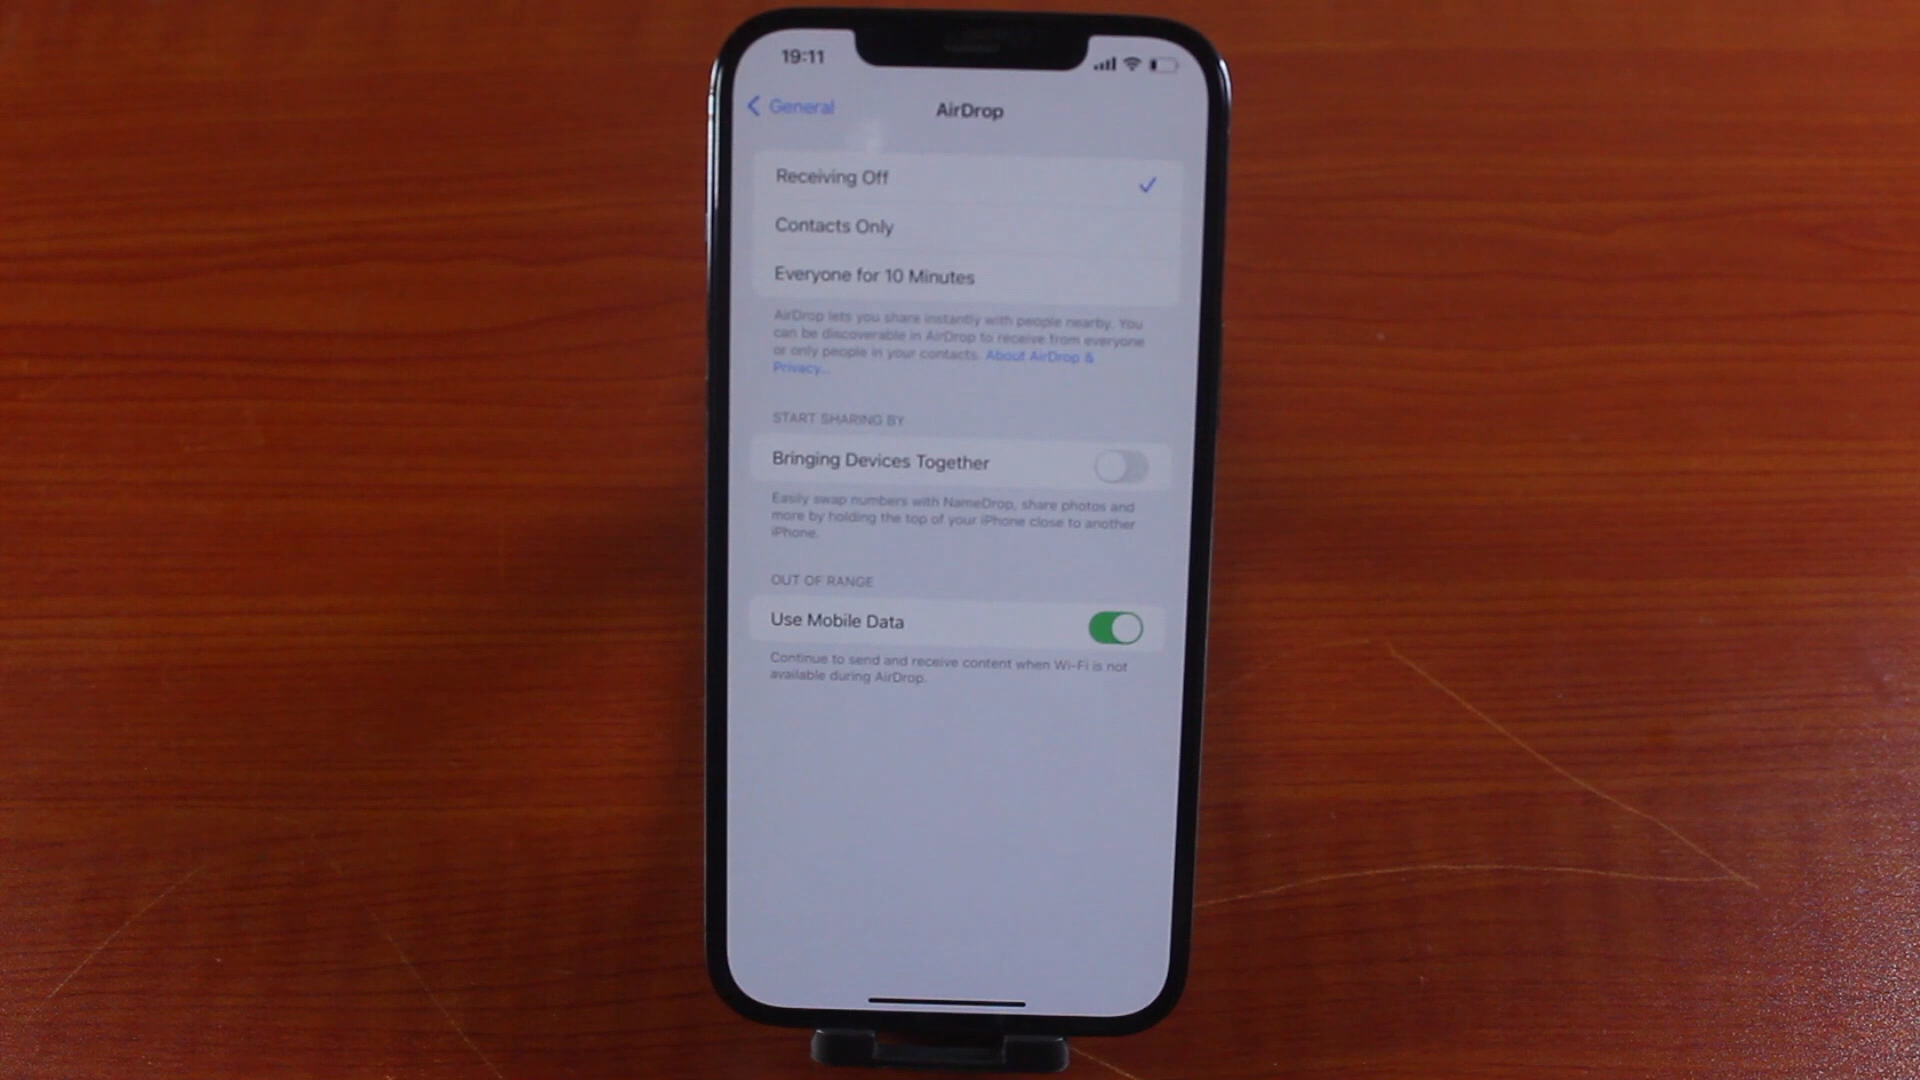 19:11
General
AirDrop
Receiving Off
Contacts Only
Everyone for 10 Minutes
AirDrop lets you share instantly with people nearby. You
can be discoverable in AirDrop to receive from everyone
or only people in your contacts. About AirDrop &
Privacy...
START SHARING BY
Bringing Devices Together
Easily swap numbers with NameDrop, share photos and
more by holding the top of your iPhone close to another
iPhone.
OUT OF RANGE
Use Mobile Data
Continue to send and receive content when Wi-Fi is not
available during AirDrop.